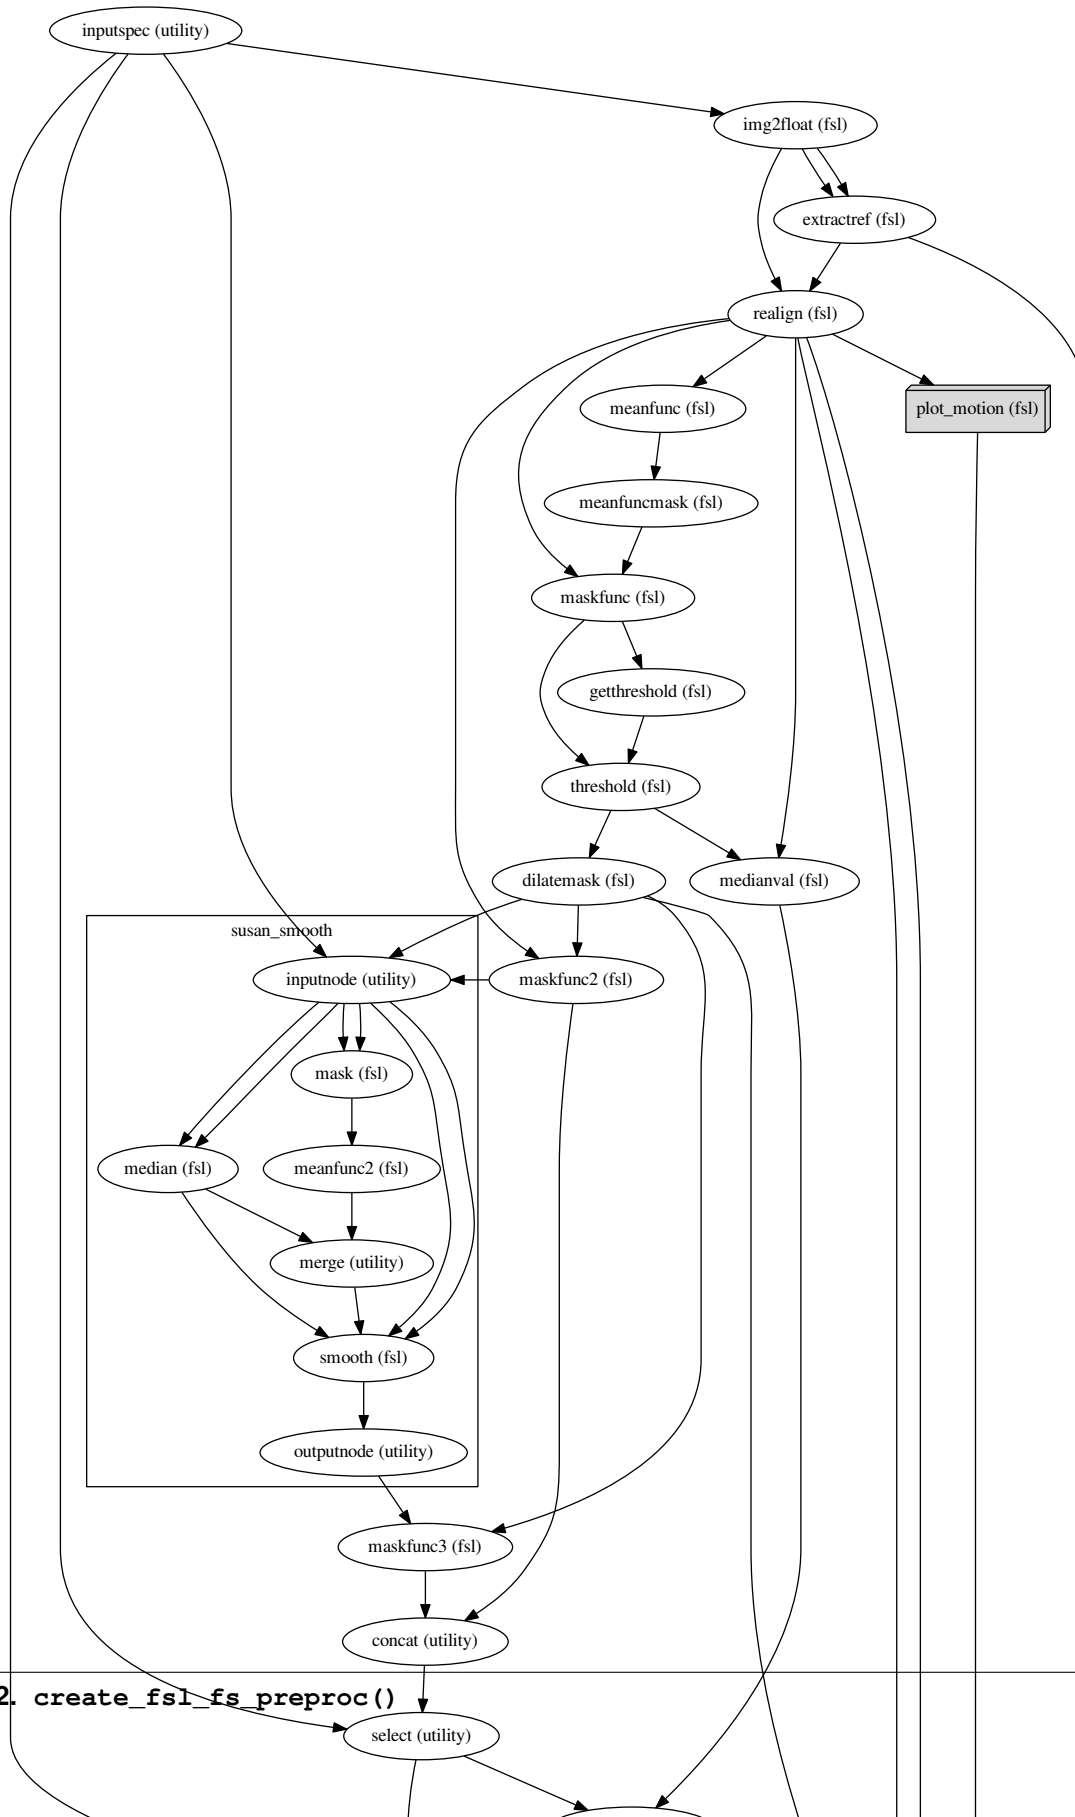 inputspec (utility)
img2float (fsl)
extractref (fsl)
realign (fsl)
meanfunc (fsl)
plot_motion (fsl)
meanfuncmask (fsl)
maskfunc (fsl)
getthreshold (fsl)
threshold (fsl)
dilatemask (fsl)
medianval (fsl)
susan_smooth
inputnode (utility)
maskfunc2 (fsl)
mask (fsl)
median (fsl)
meanfunc2 (fsl)
merge (utility)
smooth (fsl)
outputnode (utility)
maskfunc3 (fsl)
concat (utility)
2. create_fsl_fs_preproc()
select (utility)